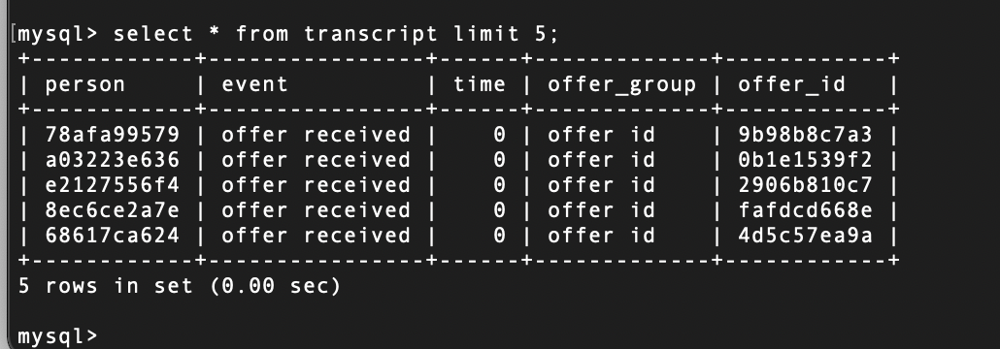 [mysql> select * from transcript limit 5;
+------------+----------------+------+-------------+------------+
| person     | event          | time | offer_group | offer_id   |
+------------+----------------+------+-------------+------------+
| 78afa99579 | offer received |    0 | offer id    | 9b98b8c7a3 |
| a03223e636 | offer received |    0 | offer id    | 0b1e1539f2 |
| e2127556f4 | offer received |    0 | offer id    | 2906b810c7 |
| 8ec6ce2a7e | offer received |    0 | offer id    | fafdcd668e |
| 68617ca624 | offer received |    0 | offer id    | 4d5c57ea9a |
+------------+----------------+------+-------------+------------+
5 rows in set (0.00 sec)
mysql>